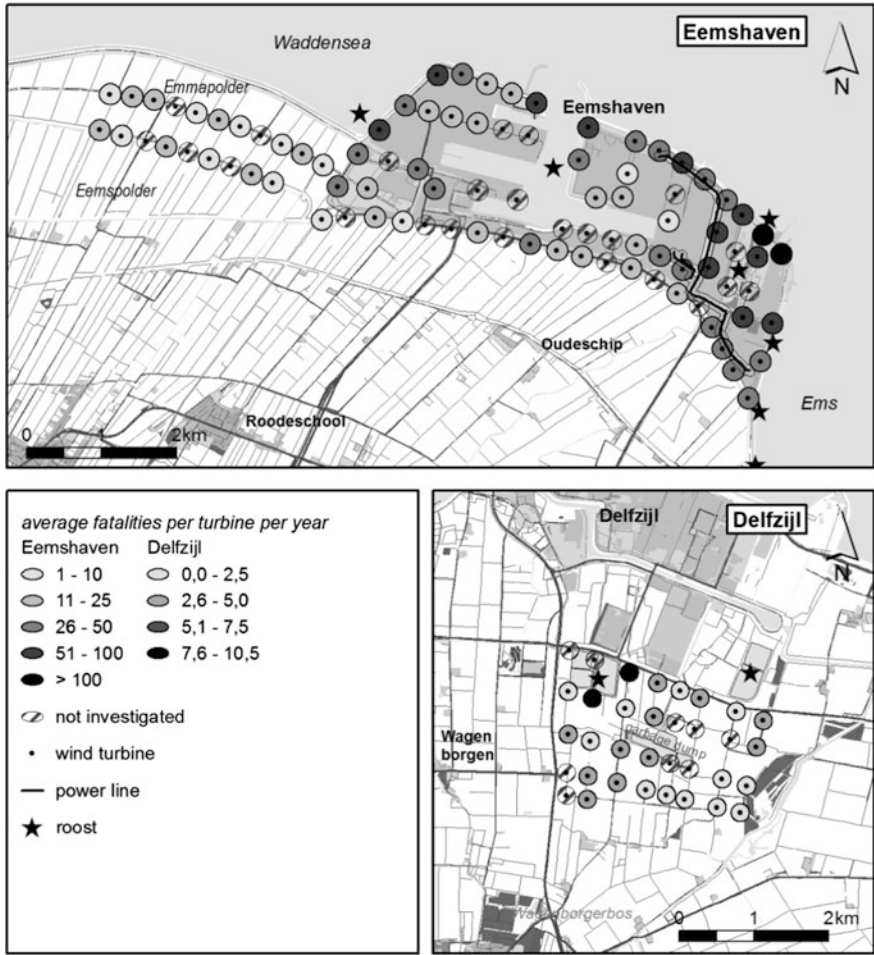 Waddensea
Eemshaven
N
Emmapolder
Eemshaven
Eemspolder
Oudeschip
Roodeschool
Ems
0 1 2km
average fatalities per turbine per year
Eemshaven Delfzijl
1 - 10 0,0 - 2,5
11 - 25 2,6 - 5,0
26 - 50 5,1 - 7,5
51 - 100 7,6 - 10,5
> 100
not investigated
wind turbine
power line
roost
Delfzijl
Delfzijl
N
Wagen
borgen
garbage dump
Wagenborgerbos
0 1 2km